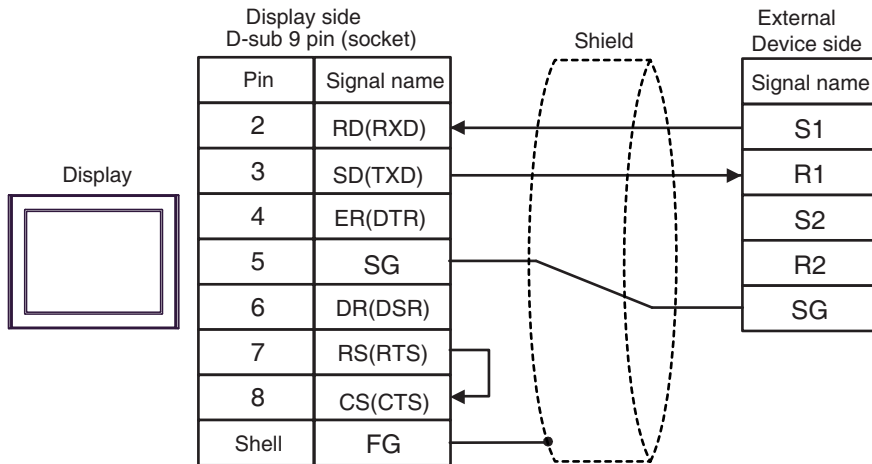 Display side
D-sub 9 pin (socket)
Shield
External
Device side
Pin
Signal name
Signal name
2
RD(RXD)
S1
3
SD(TXD)
R1
Display
4
ER(DTR)
S2
5
SG
R2
6
DR(DSR)
SG
7
RS(RTS)
8
CS(CTS)
Shell
FG